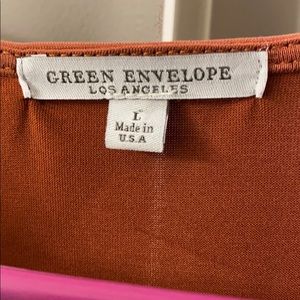 GREEN ENVELOPE
LOS ANGELES
L
Made in
U.S.A